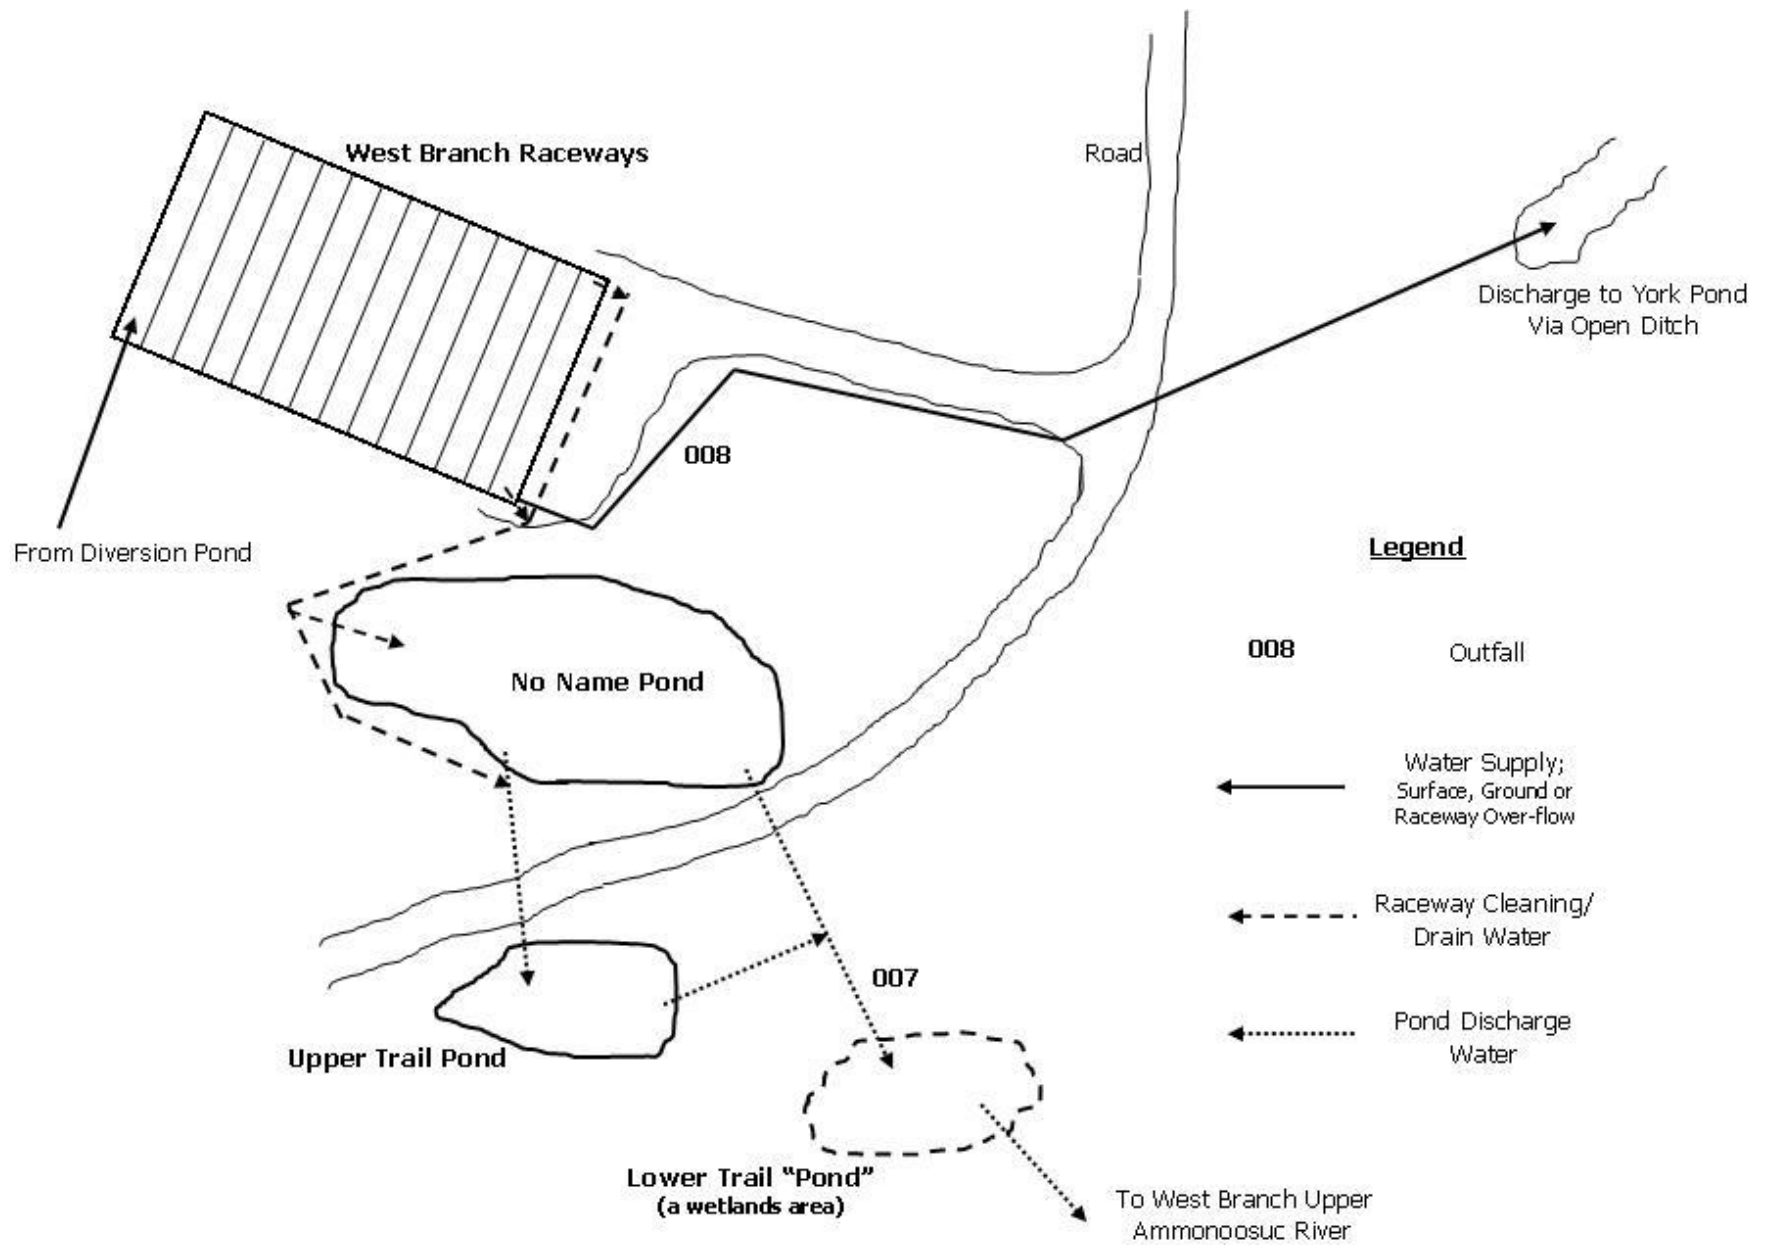 West Branch Raceways
Road
Discharge to York Pond
Via Open Ditch
008
From Diversion Pond
Legend
008 Outfall
No Name Pond
Water Supply;
Surface, Ground or
Raceway Over-flow
Raceway Cleaning/
Drain Water
007
Pond Discharge
Water
Upper Trail Pond
Lower Trail “Pond”
(a wetlands area)
To West Branch Upper
Ammonoosuc River